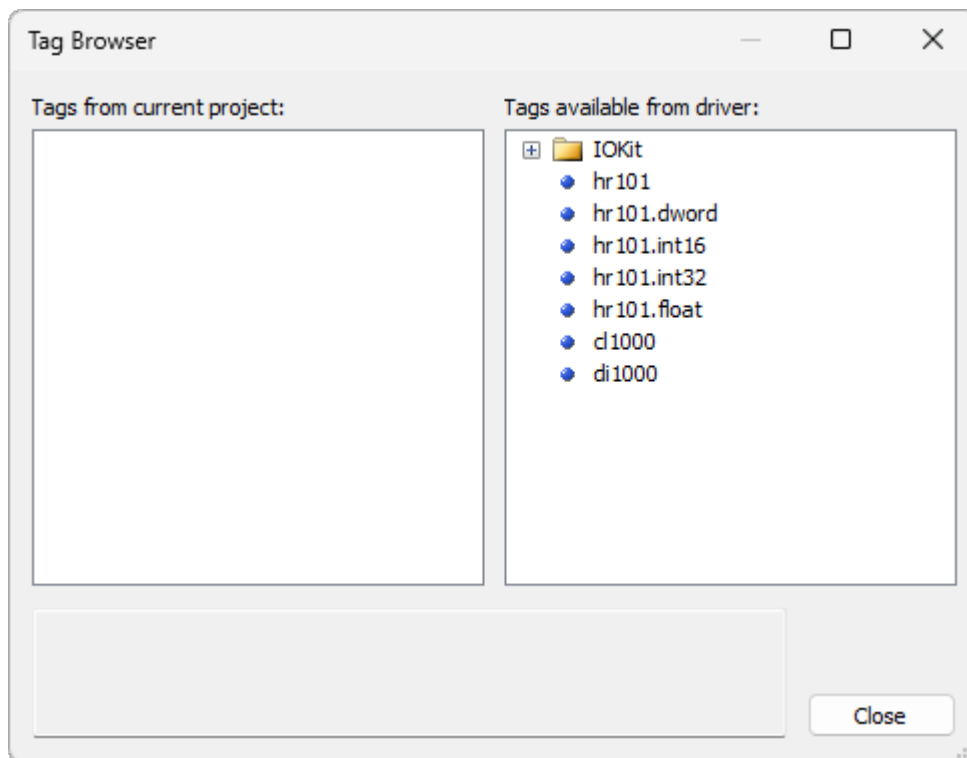 Tag Browser
Tags from current project:
Tags available from driver:
IOKit
hr101
hr101.dword
hr101.int16
hr101.int32
hr101.float
cl1000
di1000
Close